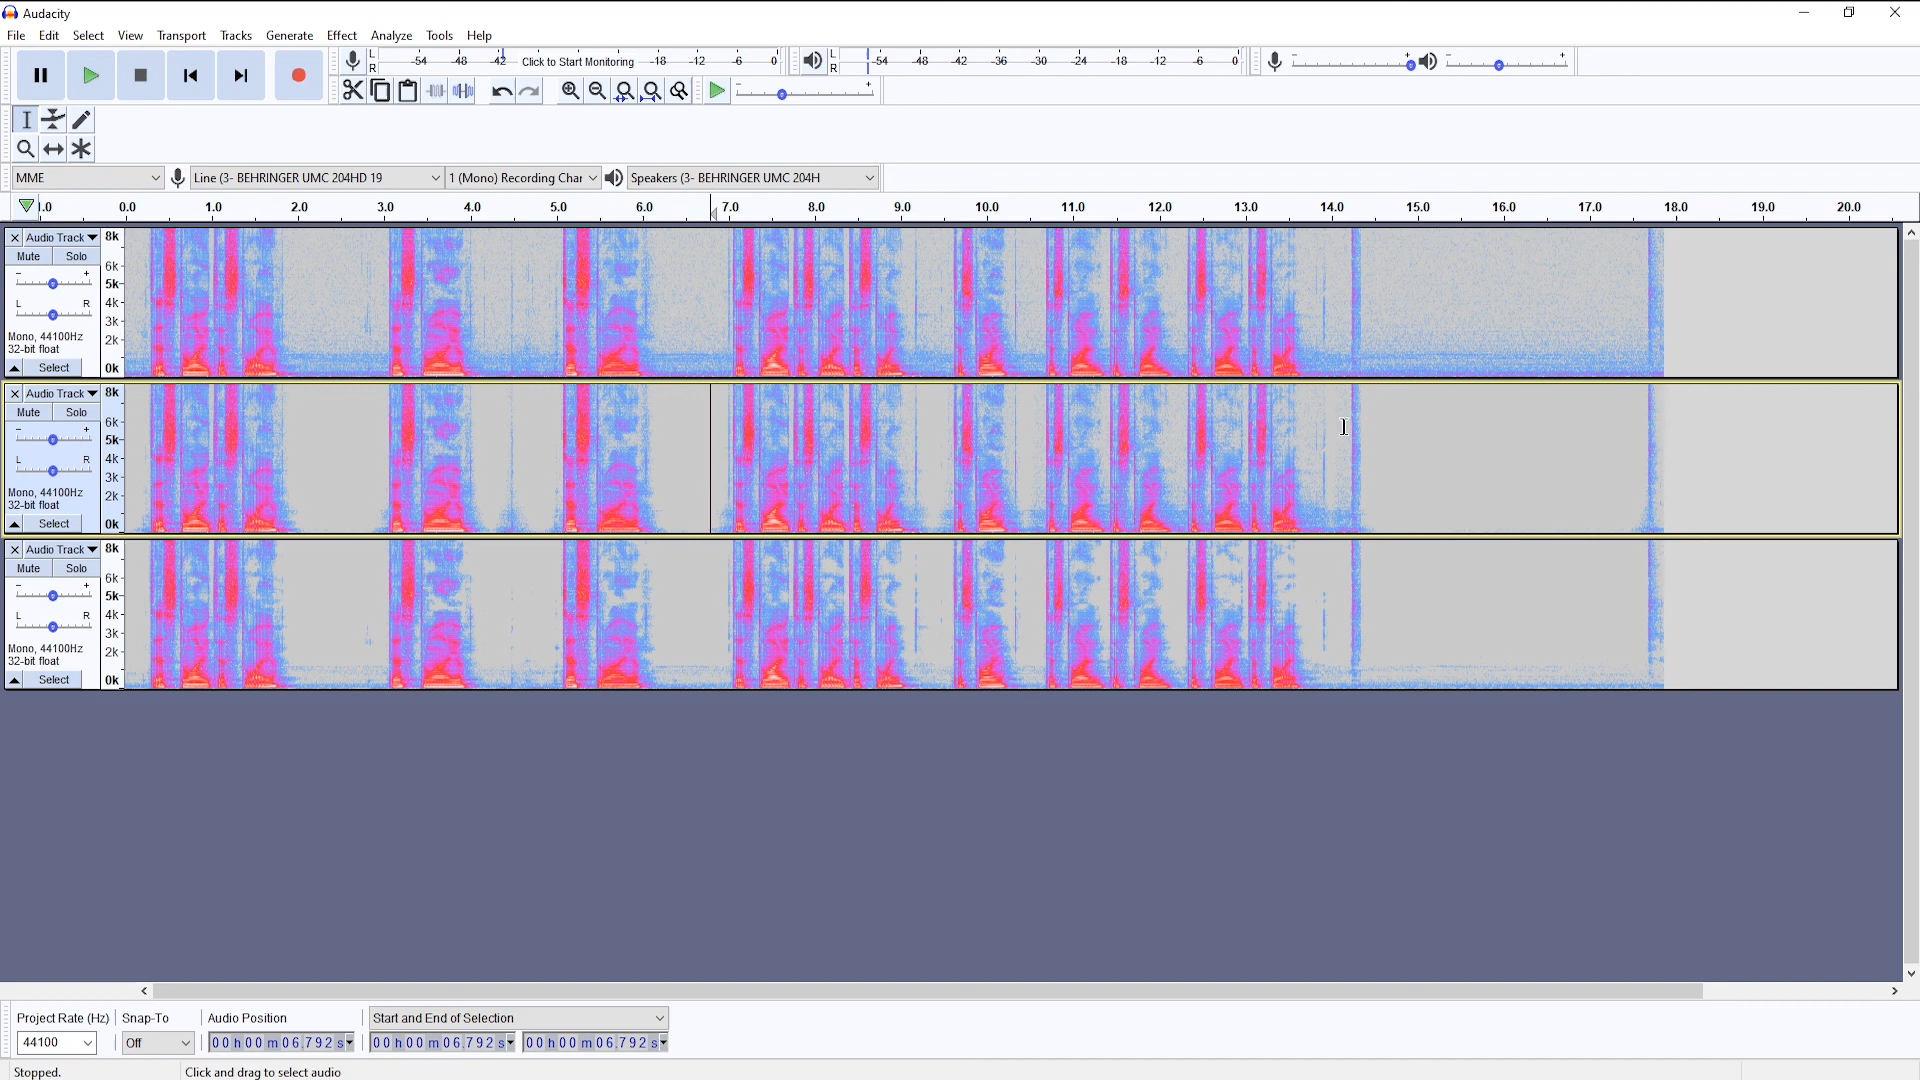 Audacity
File Edit Select View Transport Tracks Generate Effect Analyze Tools Help
L R -54 -48 -42 Click to Start Monitoring -18 -12 -6 0 L R -54 -48 -42 -36 -30 -24 -18 -12 -6 0 - + - +
- +
MME Line (3- BEHRINGER UMC 204HD 19 1 (Mono) Recording Char Speakers (3- BEHRINGER UMC 204H
1.0 0.0 1.0 2.0 3.0 4.0 5.0 6.0 7.0 8.0 9.0 10.0 11.0 12.0 13.0 14.0 15.0 16.0 17.0 18.0 19.0 20.0
Audio Track 8k
Mute Solo
- + 6k
5k
L R 4k
3k
Mono, 44100Hz 2k
32-bit float
Select 0k
Audio Track 8k
Mute Solo
- + 6k
5k
L R 4k
3k
Mono, 44100Hz 2k
32-bit float
Select 0k
Audio Track 8k
Mute Solo
- + 6k
5k
L R 4k
3k
Mono, 44100Hz 2k
32-bit float
Select 0k
Project Rate (Hz) Snap-To Audio Position Start and End of Selection
44100 Off 00 h 00 m 06.792 s 00 h 00 m 06.792 s 00 h 00 m 06.792 s
Stopped. Click and drag to select audio